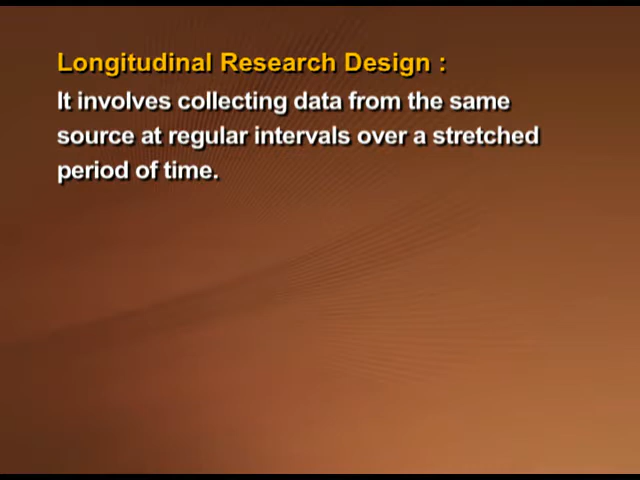 Longitudinal Research Design :
It involves collecting data from the same
source at regular intervals over a stretched
period of time.